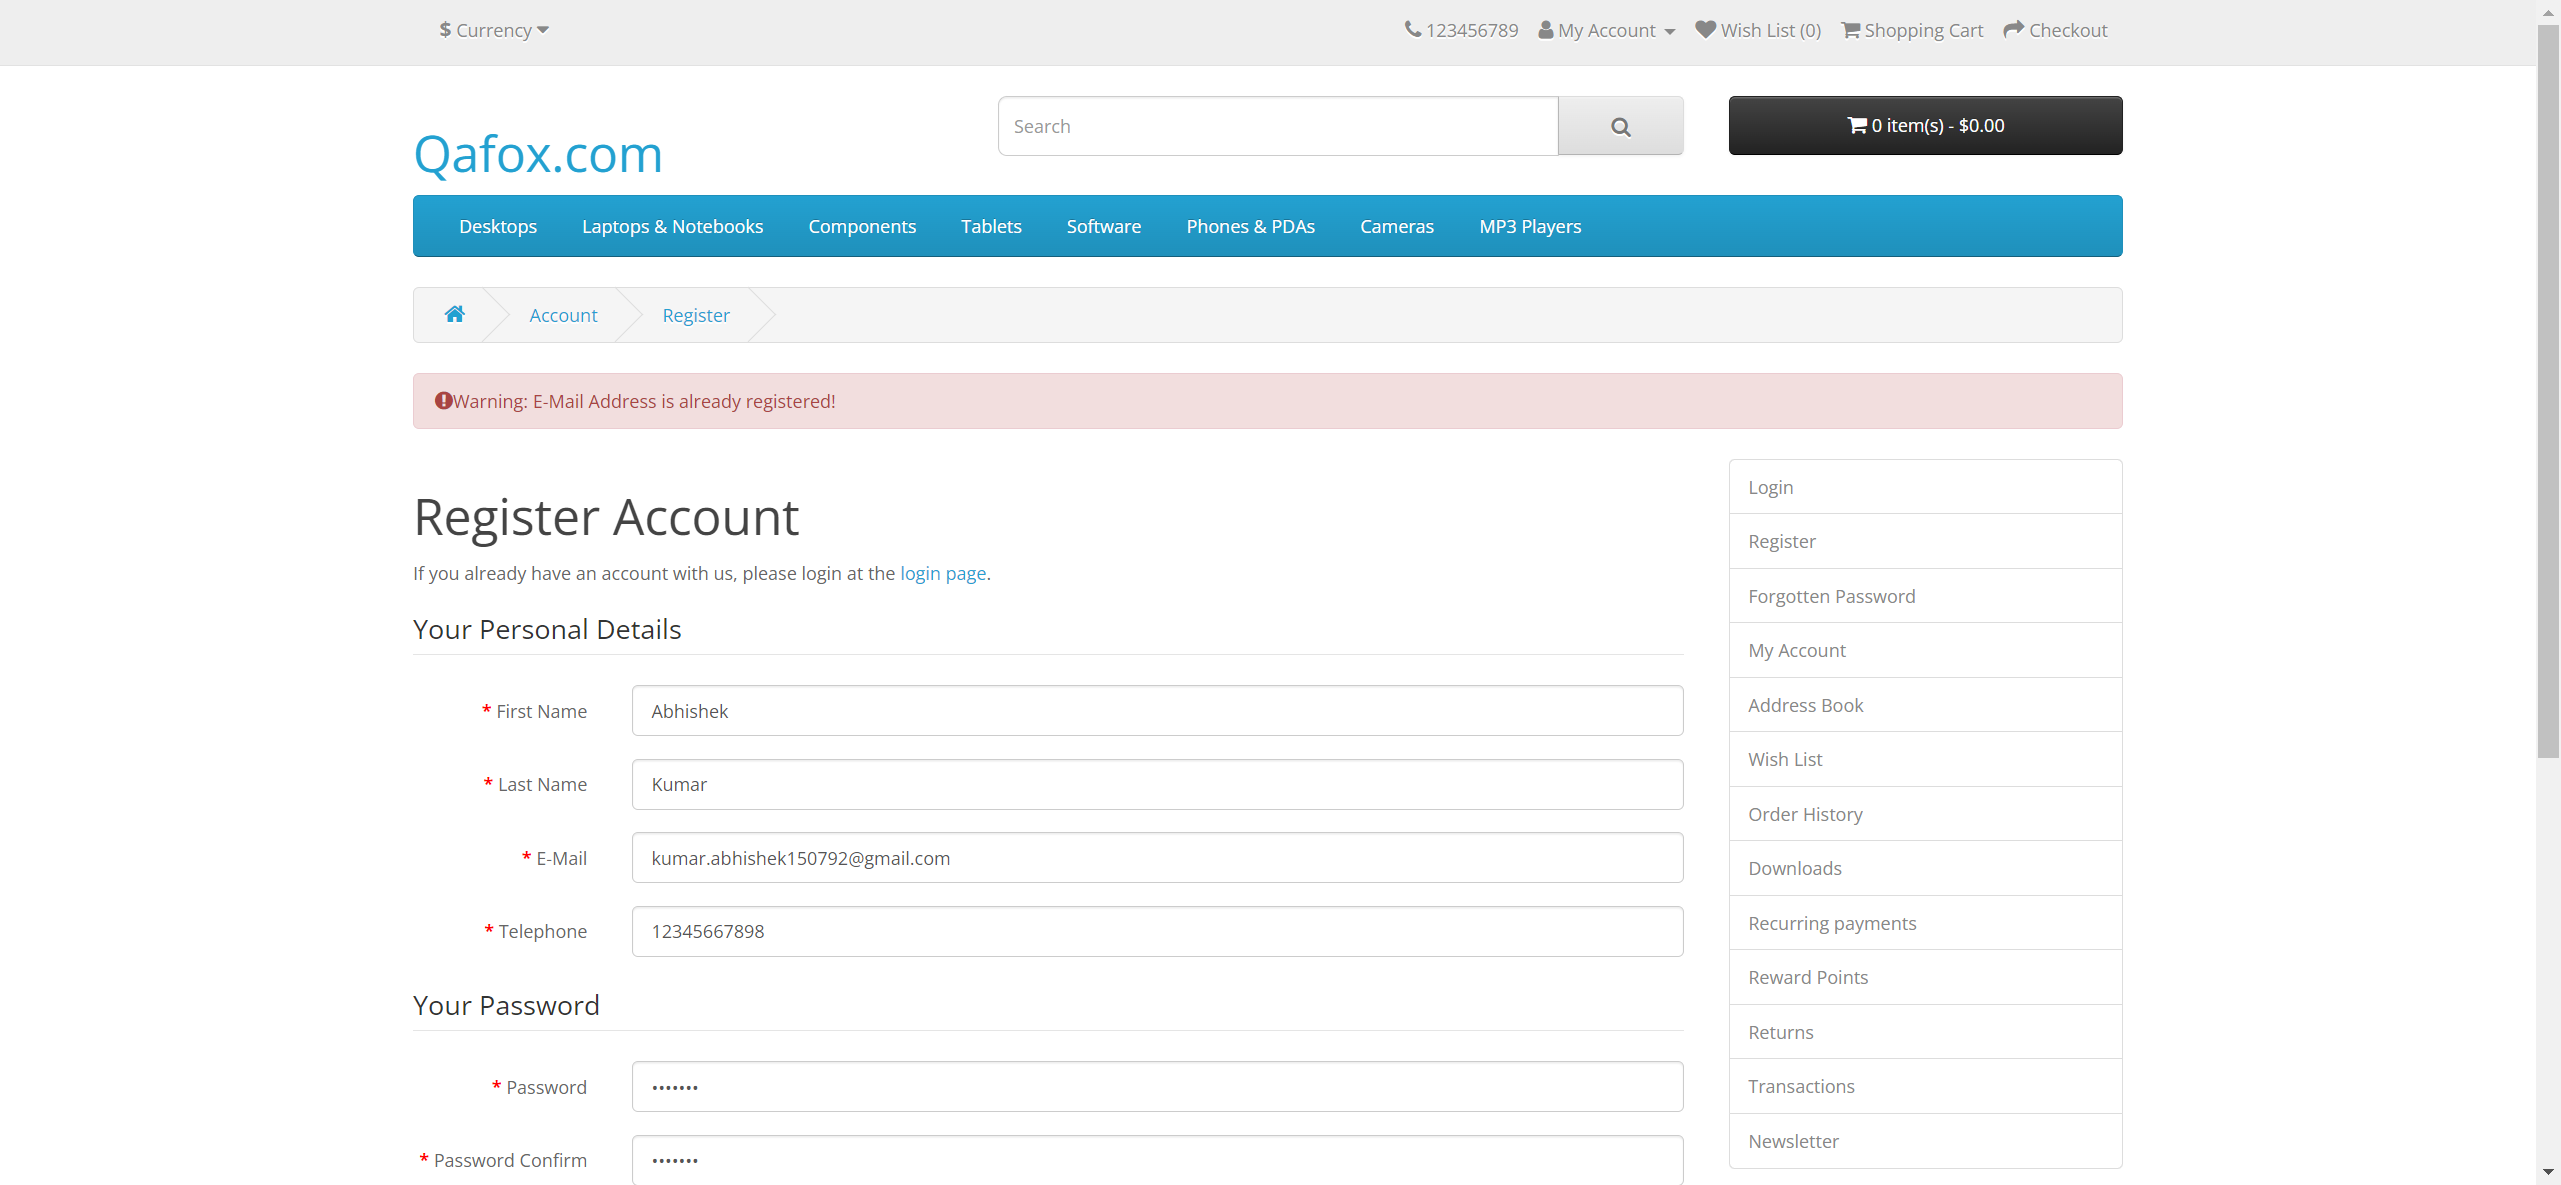 $ Currency
123456789 My Account Wish List (0) Shopping Cart Checkout
Qafox.com
Search
0 item(s) - $0.00
Desktops Laptops & Notebooks Components Tablets Software Phones & PDAs Cameras MP3 Players
Account Register
Warning: E-Mail Address is already registered!
Register Account
If you already have an account with us, please login at the login page.
Your Personal Details
* First Name Abhishek
* Last Name Kumar
* E-Mail kumar.abhishek150792@gmail.com
* Telephone 12345667898
Your Password
* Password •••••••
* Password Confirm •••••••
Login
Register
Forgotten Password
My Account
Address Book
Wish List
Order History
Downloads
Recurring payments
Reward Points
Returns
Transactions
Newsletter